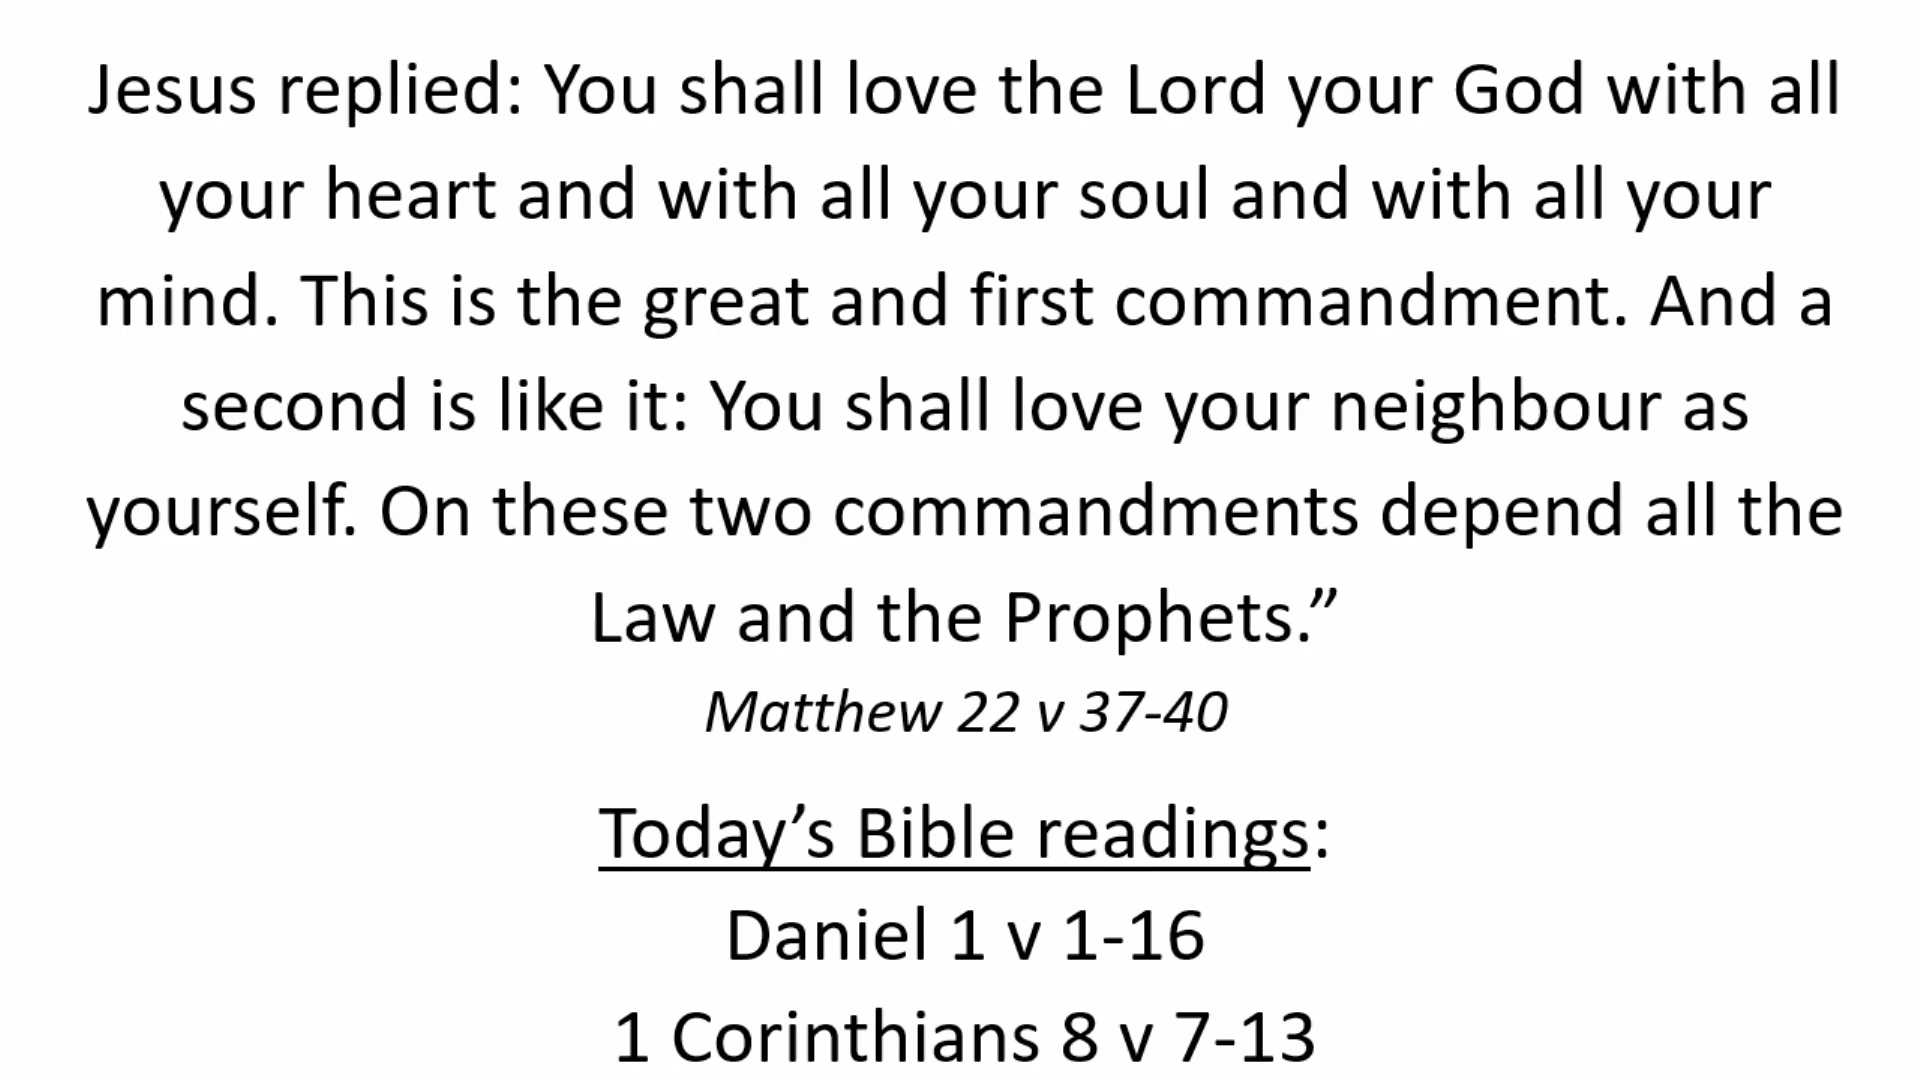 Jesus replied: You shall love the Lord your God with all
your heart and with all your soul and with all your
mind. This is the great and first commandment. And a
second is like it: You shall love your neighbour as
yourself. On these two commandments depend all the
Law and the Prophets.”
Matthew 22 v 37-40
Today’s Bible readings:
Daniel 1 v 1-16
1 Corinthians 8 v 7-13